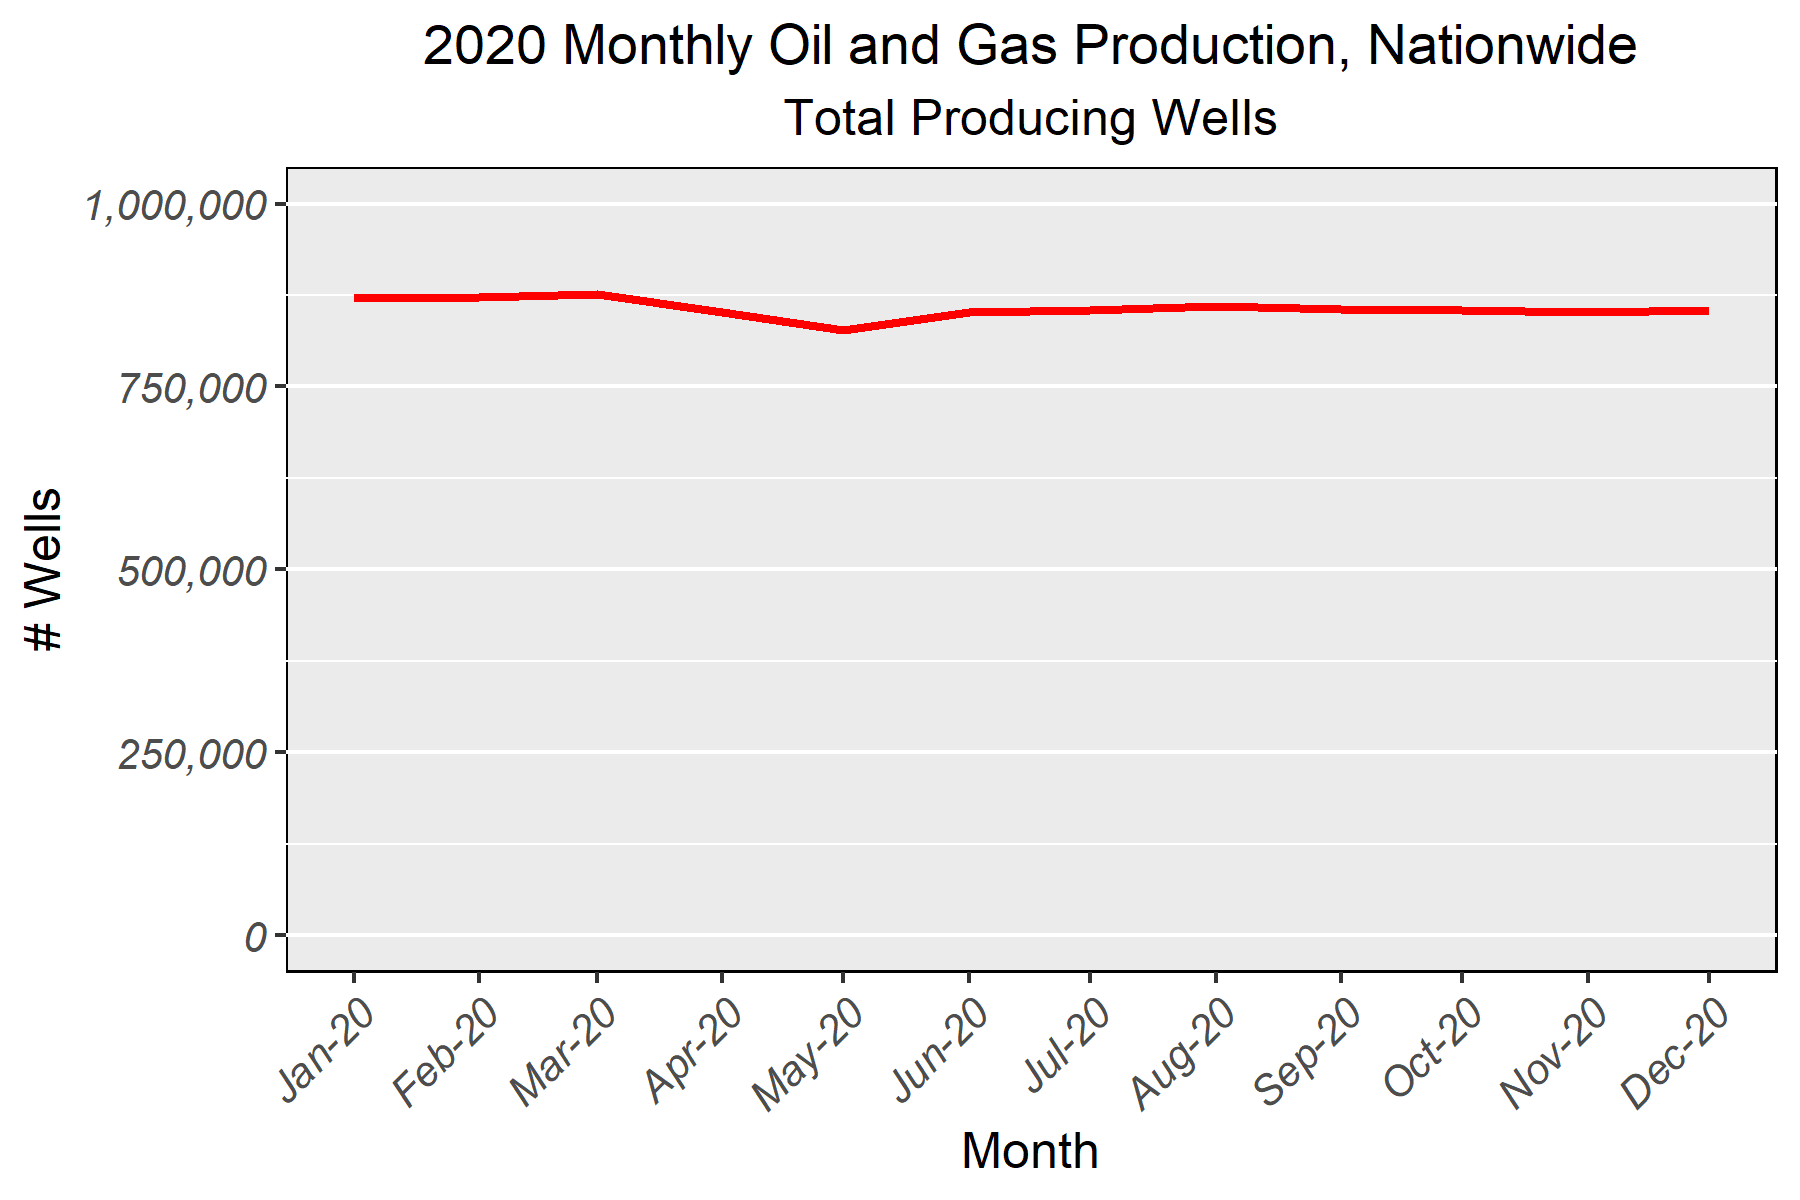 2020 Monthly Oil and Gas Production, Nationwide
Total Producing Wells
# Wells
1,000,000
750,000
500,000
250,000
0
Jan-20
Feb-20
Mar-20
Apr-20
May-20
Jun-20
Jul-20
Aug-20
Sep-20
Oct-20
Nov-20
Dec-20
Month